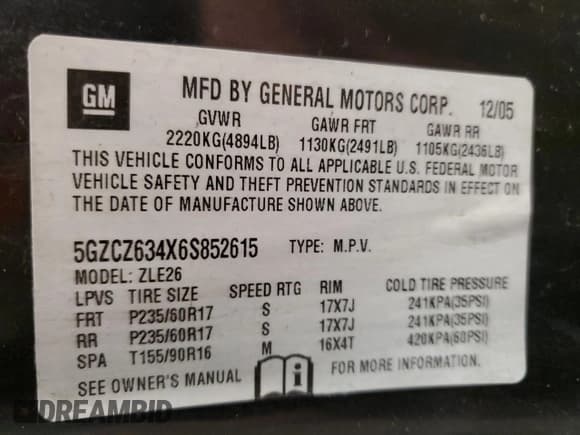 GM
MFD BY GENERAL MOTORS CORP. 12/05
GVWR GAWR FRT GAWR RR
2220KG(4894LB) 1130KG(2491LB) 1105KG(2436LB)
THIS VEHICLE CONFORMS TO ALL APPLICABLE U.S. FEDERAL MOTOR
VEHICLE SAFETY AND THEFT PREVENTION STANDARDS IN EFFECT ON
THE DATE OF MANUFACTURE SHOWN ABOVE.
5GZCZ634X6S852615 TYPE: M.P.V.
MODEL: ZLE26
LPVS TIRE SIZE SPEED RTG RIM COLD TIRE PRESSURE
FRT P235/60R17 S 17X7J 241KPA(35PSI)
RR P235/60R17 S 17X7J 241KPA(35PSI)
SPA T155/90R16 M 16X4T 420KPA(60PSI)
SEE OWNER'S MANUAL i FOR MORE INFORMATION.
DREAMBID